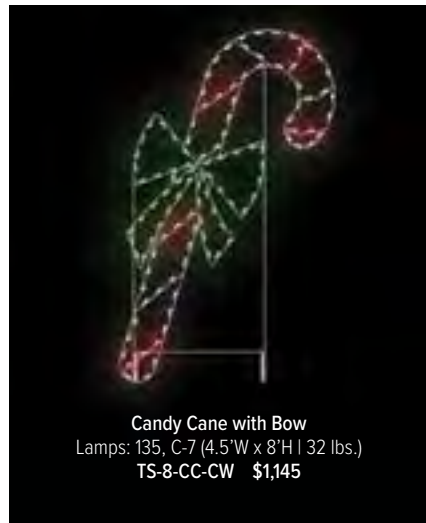 Candy Cane with Bow
Lamps: 135, C-7 (4.5’W x 8’H | 32 lbs.)
TS-8-CC-CW $1,145